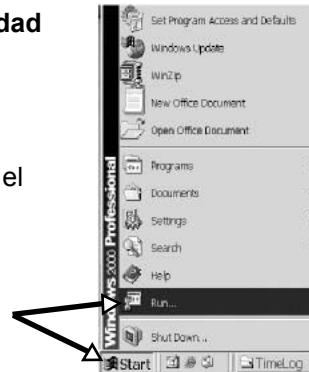 dad
el
Set Program Access and Defaults
Windows Update
WinZip
New Office Document
Open Office Document
Programs
Documents
Settings
Search
Help
Run...
Shut Down...
Windows 2000 Professional
Start
TimeLog